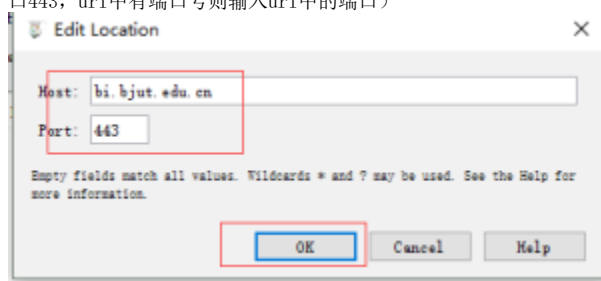 口443，url中有端口号则输入url中的端口）
Edit Location
Host: bi.bjut.edu.cn
Port: 443
Empty fields match all values. Wildcards * and ? may be used. See the Help for
more information.
OK Cancel Help